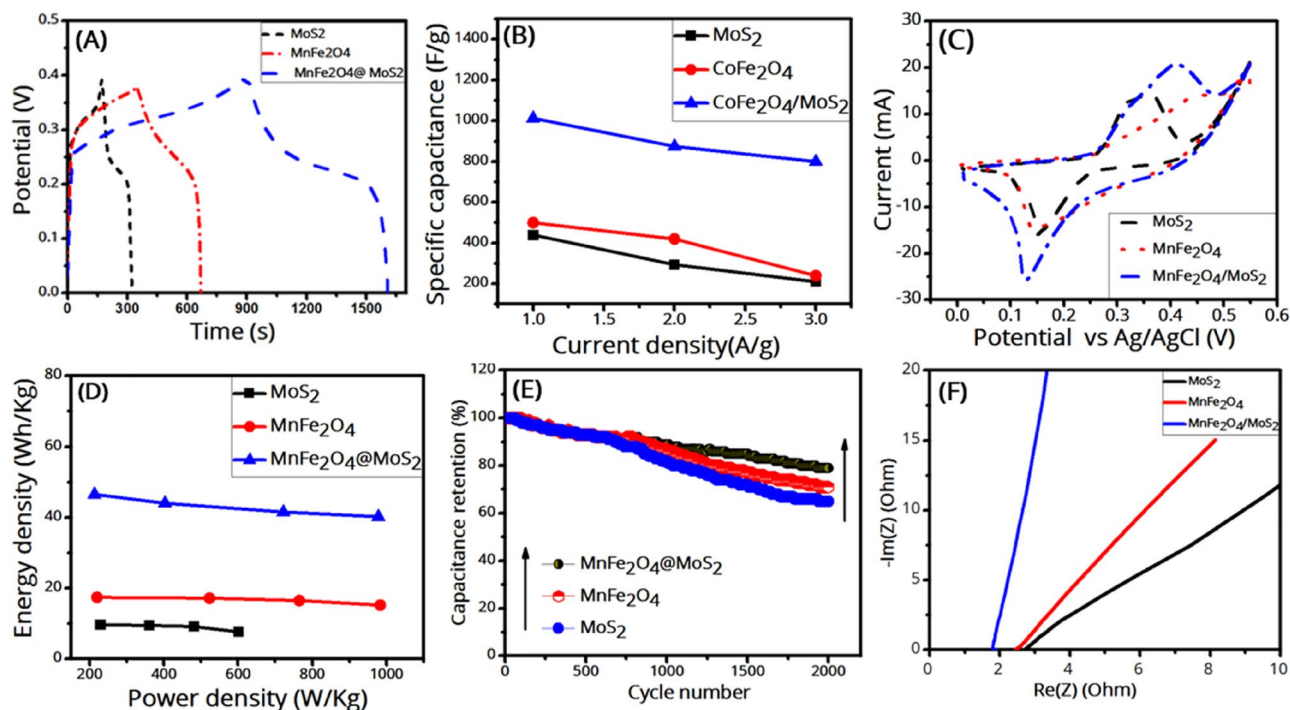 (A)
MoS2
MnFe2O4
MnFe2O4@ MoS2
Potential (V)
0.5
0.4
0.3
0.2
0.1
0.0
0 300 600 900 1200 1500
Time (s)
(B)
MoS2
CoFe2O4
CoFe2O4/MoS2
Specific capacitance (F/g)
1400
1200
1000
800
600
400
200
1.0 1.5 2.0 2.5 3.0
Current density(A/g)
(C)
MoS2
MnFe2O4
MnFe2O4/MoS2
Current (mA)
30
20
10
0
-10
-20
-30
0.0 0.1 0.2 0.3 0.4 0.5 0.6
Potential vs Ag/AgCl (V)
(D)
MoS2
MnFe2O4
MnFe2O4@MoS2
Energy density (Wh/Kg)
80
60
40
20
0
200 400 600 800 1000
Power density (W/Kg)
(E)
MnFe2O4@MoS2
MnFe2O4
MoS2
Capacitance retention (%)
120
100
80
60
40
20
0
0 500 1000 1500 2000
Cycle number
(F)
MoS2
MnFe2O4
MnFe2O4/MoS2
-Im(Z) (Ohm)
20
15
10
5
0
0 2 4 6 8 10
Re(Z) (Ohm)